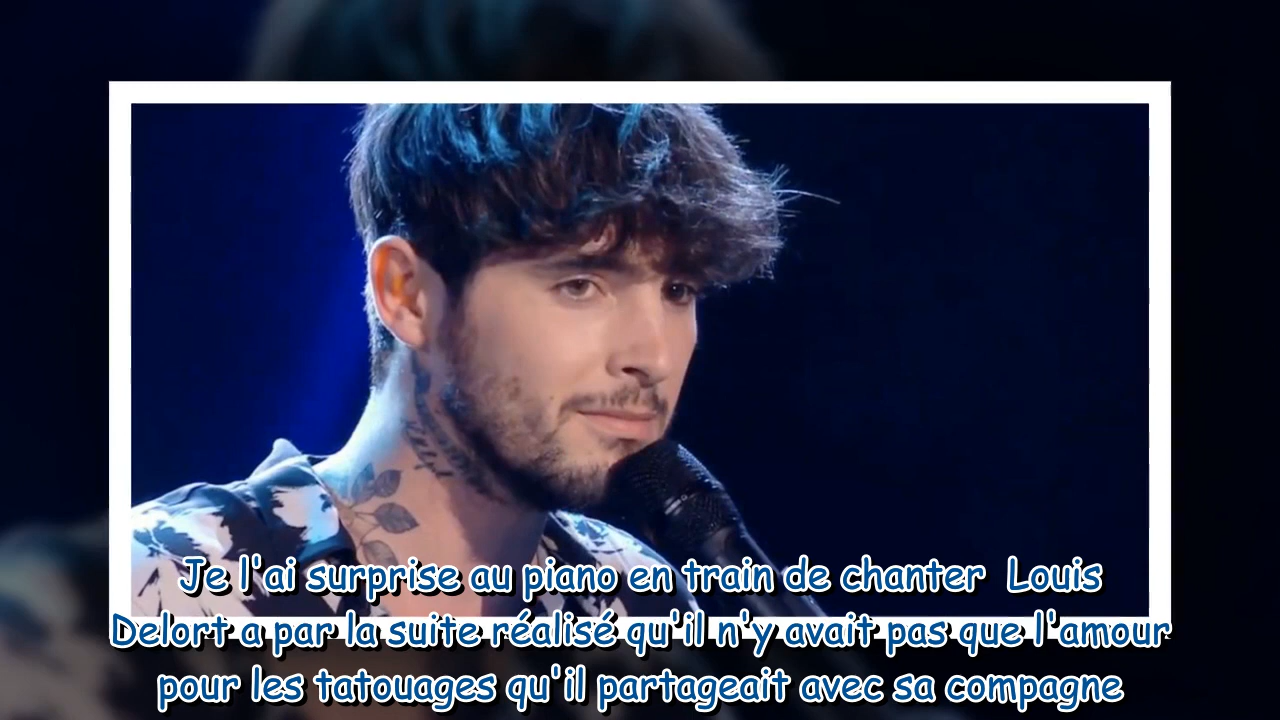 Je l'ai surprise au piano en train de chanter  Louis
Delort a par la suite réalisé qu'il n'y avait pas que l'amour
pour les tatouages qu'il partageait avec sa compagne